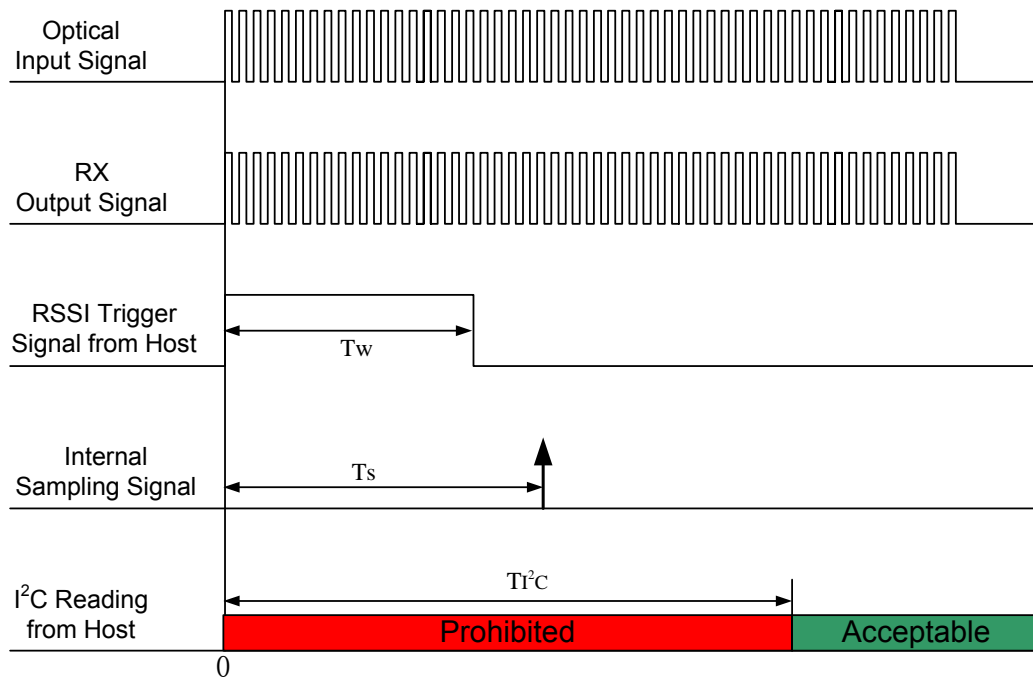 Optical
Input Signal
RX
Output Signal
RSSI Trigger
Signal from Host
Tw
Internal
Sampling Signal
Ts
I²C Reading
from Host
TI²C
Prohibited
Acceptable
0